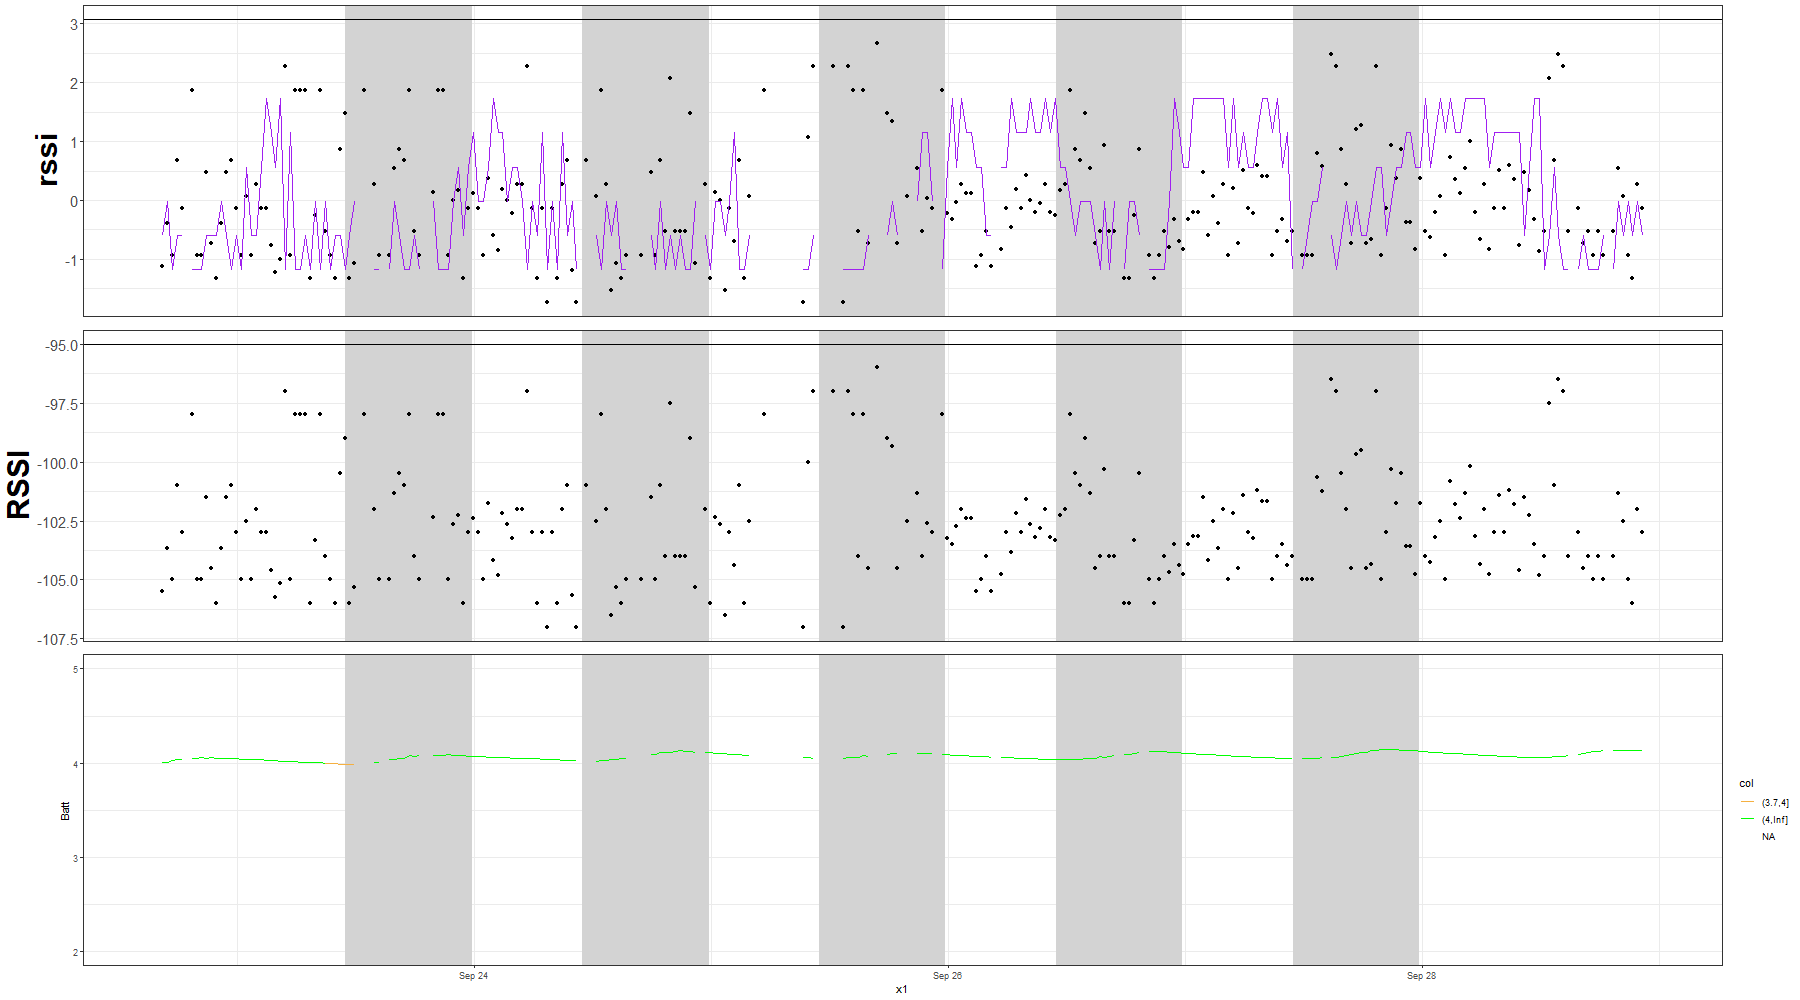 rssi
3
2
1
0
-1
RSSI
-95.0
-97.5
-100.0
-102.5
-105.0
-107.5
Batt
5
4
3
2
Sep 24
Sep 26
Sep 28
x1
col
(3.7,4]
(4,Inf]
NA